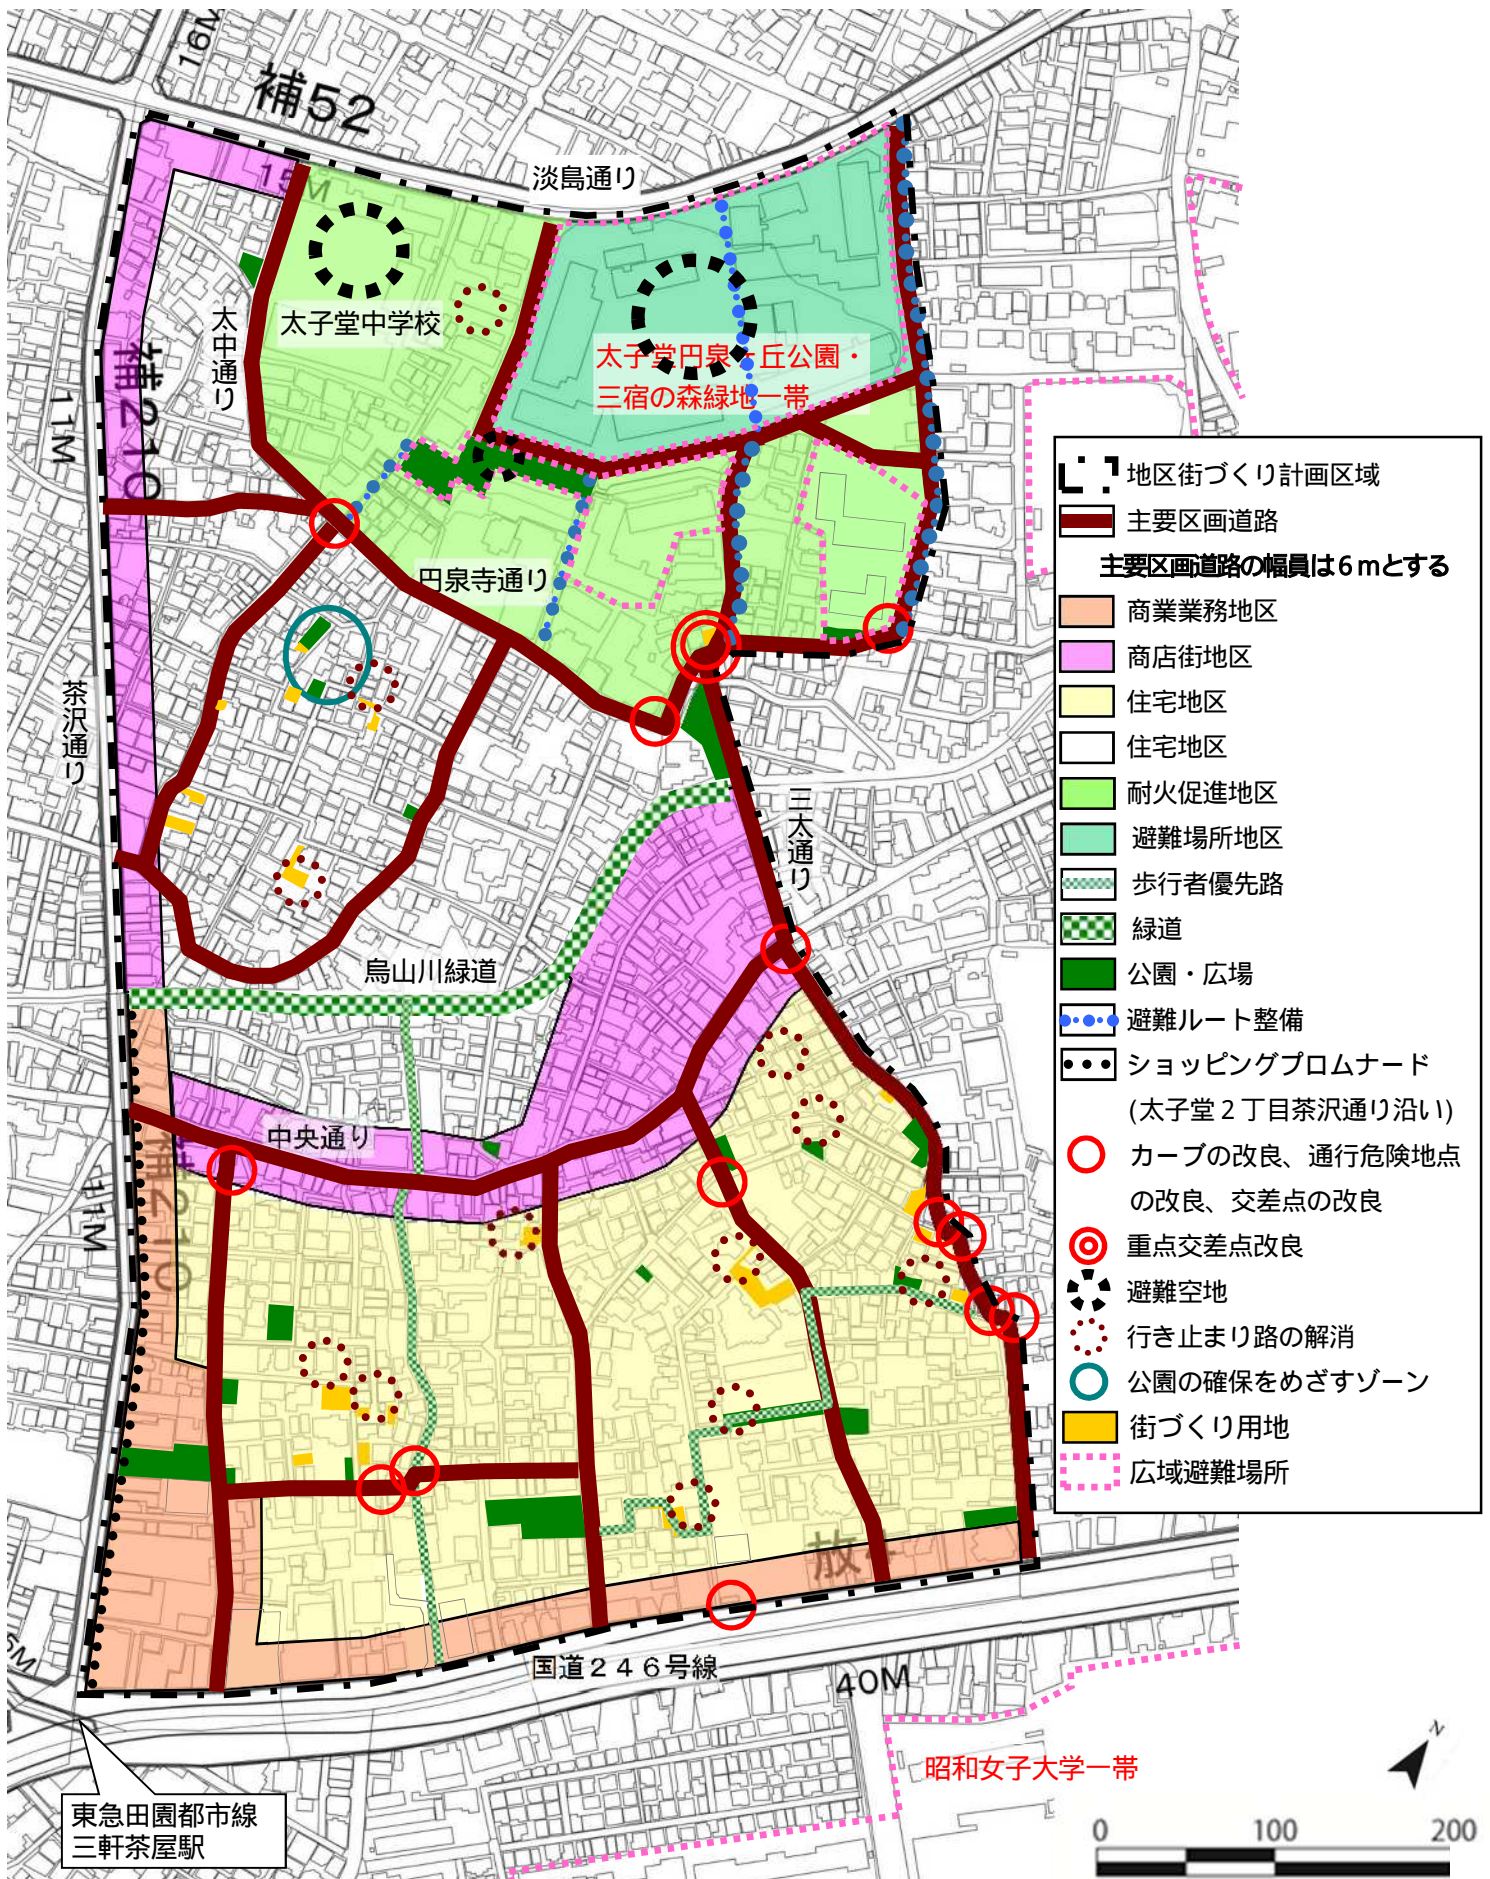 16M
補52
淡島通り
15M
太子堂中学校
太中通り
補210
11M
太子堂円泉ヶ丘公園・
三宿の森緑地一帯
円泉寺通り
茶沢通り
三太通り
烏山川緑道
中央通り
補210
11M
放4
国道246号線
40M
5M
昭和女子大学一帯
東急田園都市線
三軒茶屋駅
地区街づくり計画区域
主要区画道路
主要区画道路の幅員は6mとする
商業業務地区
商店街地区
住宅地区
住宅地区
耐火促進地区
避難場所地区
歩行者優先路
緑道
公園・広場
避難ルート整備
ショッピングプロムナード
(太子堂2丁目茶沢通り沿い)
カーブの改良、通行危険地点
の改良、交差点の改良
重点交差点改良
避難空地
行き止まり路の解消
公園の確保をめざすゾーン
街づくり用地
広域避難場所
N
0 100 200